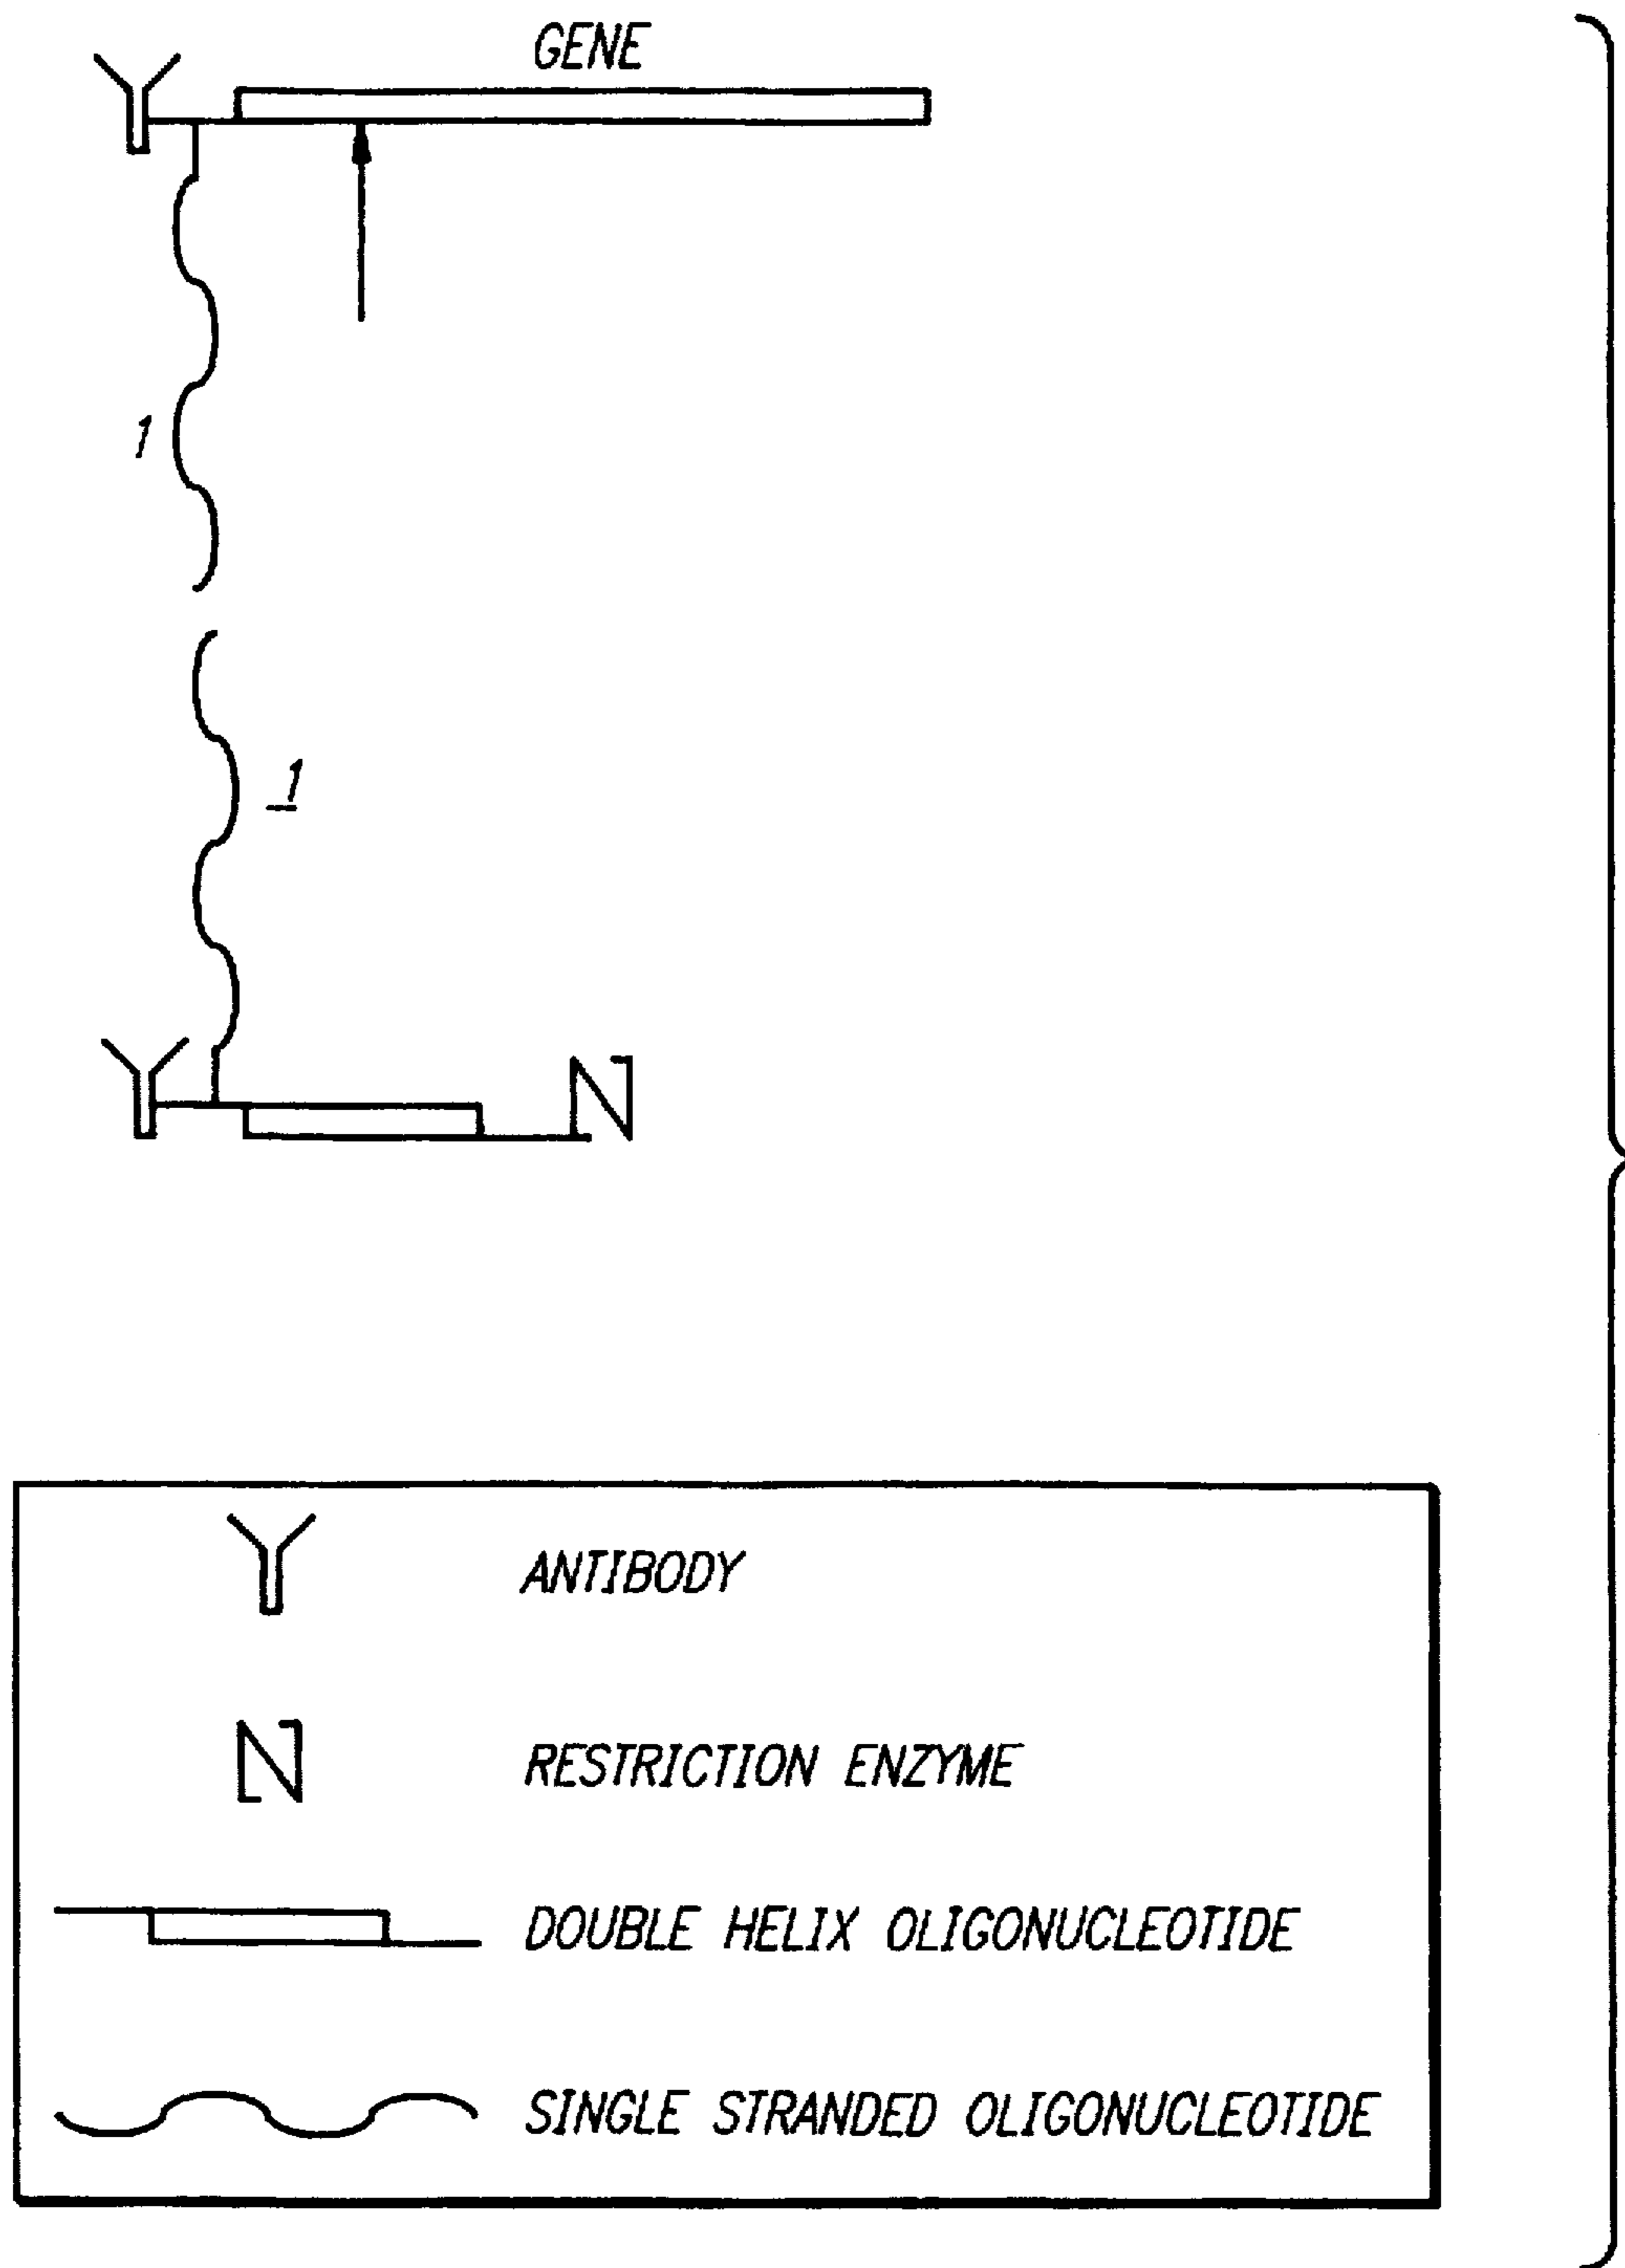 GENE
1
1
ANTIBODY
RESTRICTION ENZYME
DOUBLE HELIX OLIGONUCLEOTIDE
SINGLE STRANDED OLIGONUCLEOTIDE